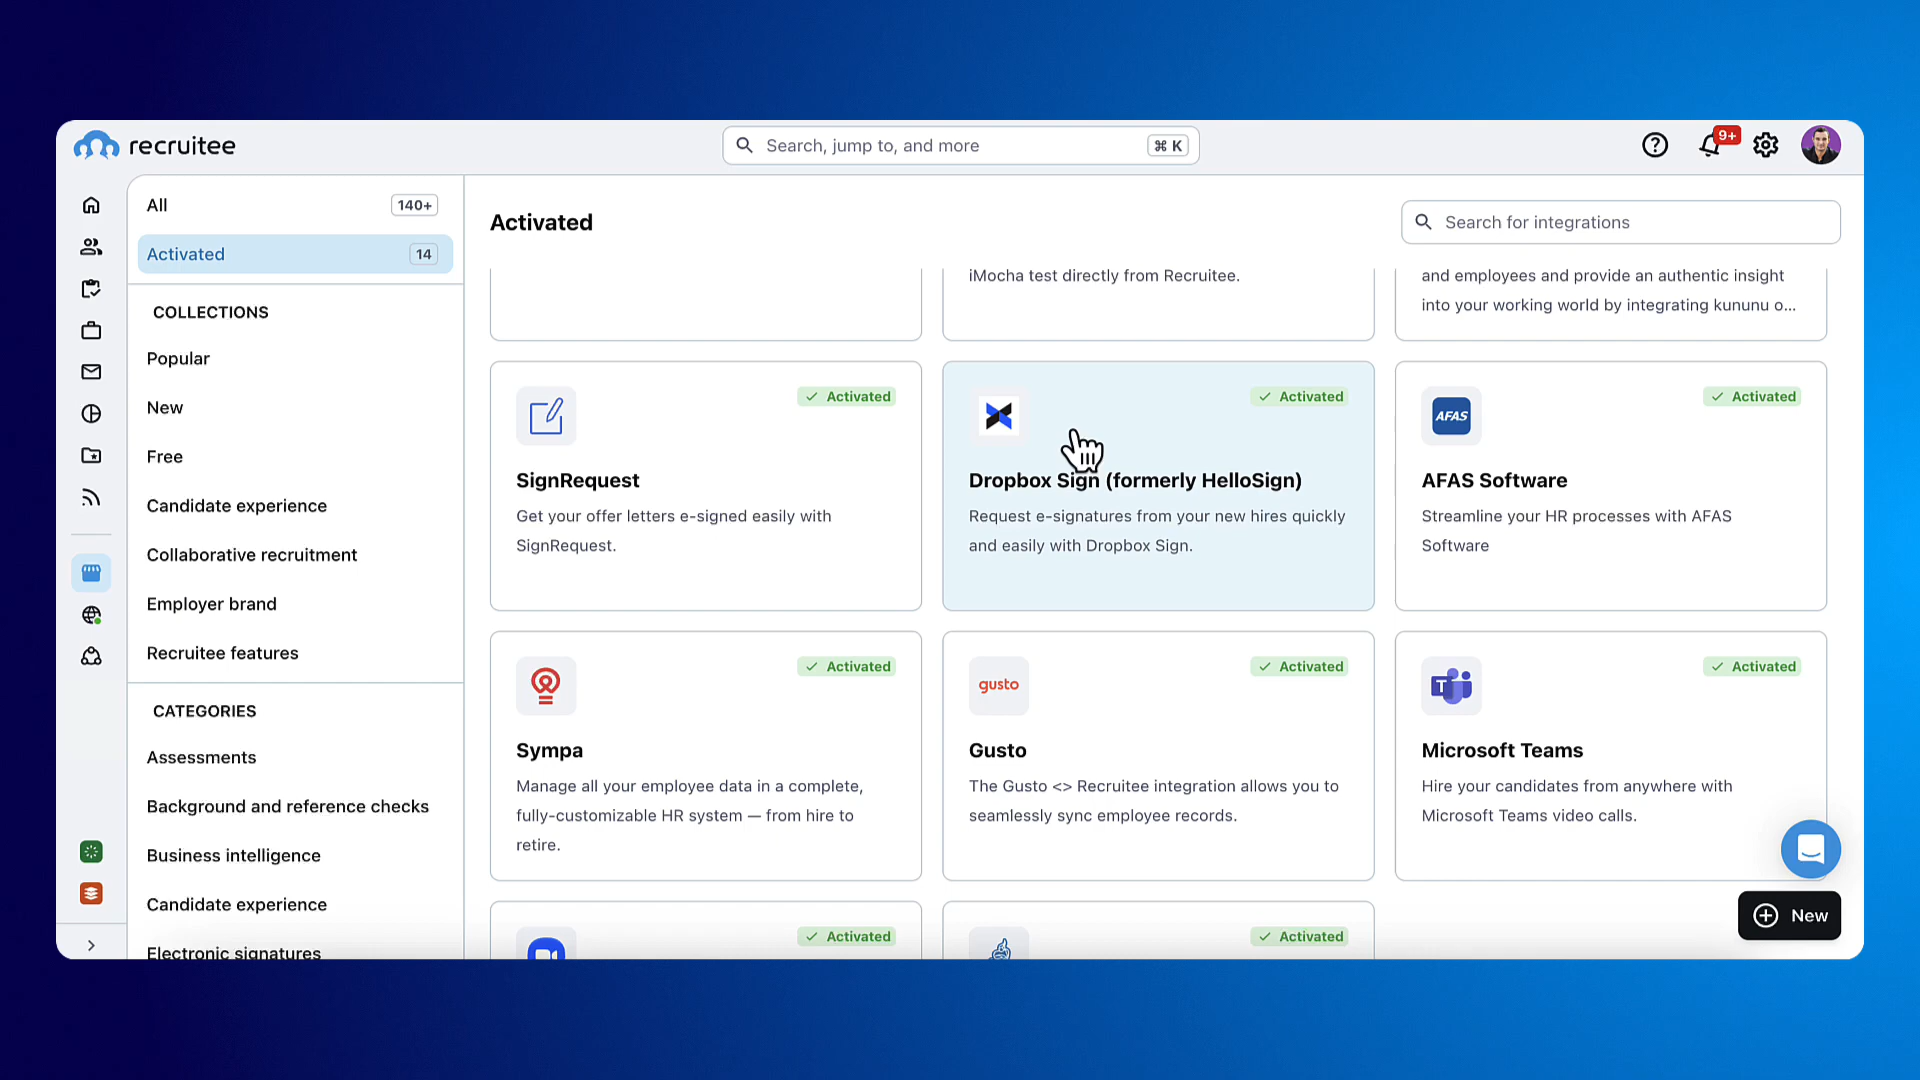 recruitee
Search, jump to, and more
⌘ K
9+
All
140+
Activated
14
COLLECTIONS
Popular
New
Free
Candidate experience
Collaborative recruitment
Employer brand
Recruitee features
CATEGORIES
Assessments
Background and reference checks
Business intelligence
Candidate experience
Electronic signatures
Activated
Search for integrations
iMocha test directly from Recruitee.
and employees and provide an authentic insight
into your working world by integrating kununu o...
Activated
SignRequest
Get your offer letters e-signed easily with
SignRequest.
Activated
Dropbox Sign (formerly HelloSign)
Request e-signatures from your new hires quickly
and easily with Dropbox Sign.
AFAS
Activated
AFAS Software
Streamline your HR processes with AFAS
Software
Activated
Sympa
Manage all your employee data in a complete,
fully-customizable HR system — from hire to
retire.
gusto
Activated
Gusto
The Gusto <> Recruitee integration allows you to
seamlessly sync employee records.
T
Activated
Microsoft Teams
Hire your candidates from anywhere with
Microsoft Teams video calls.
Activated
Activated
New